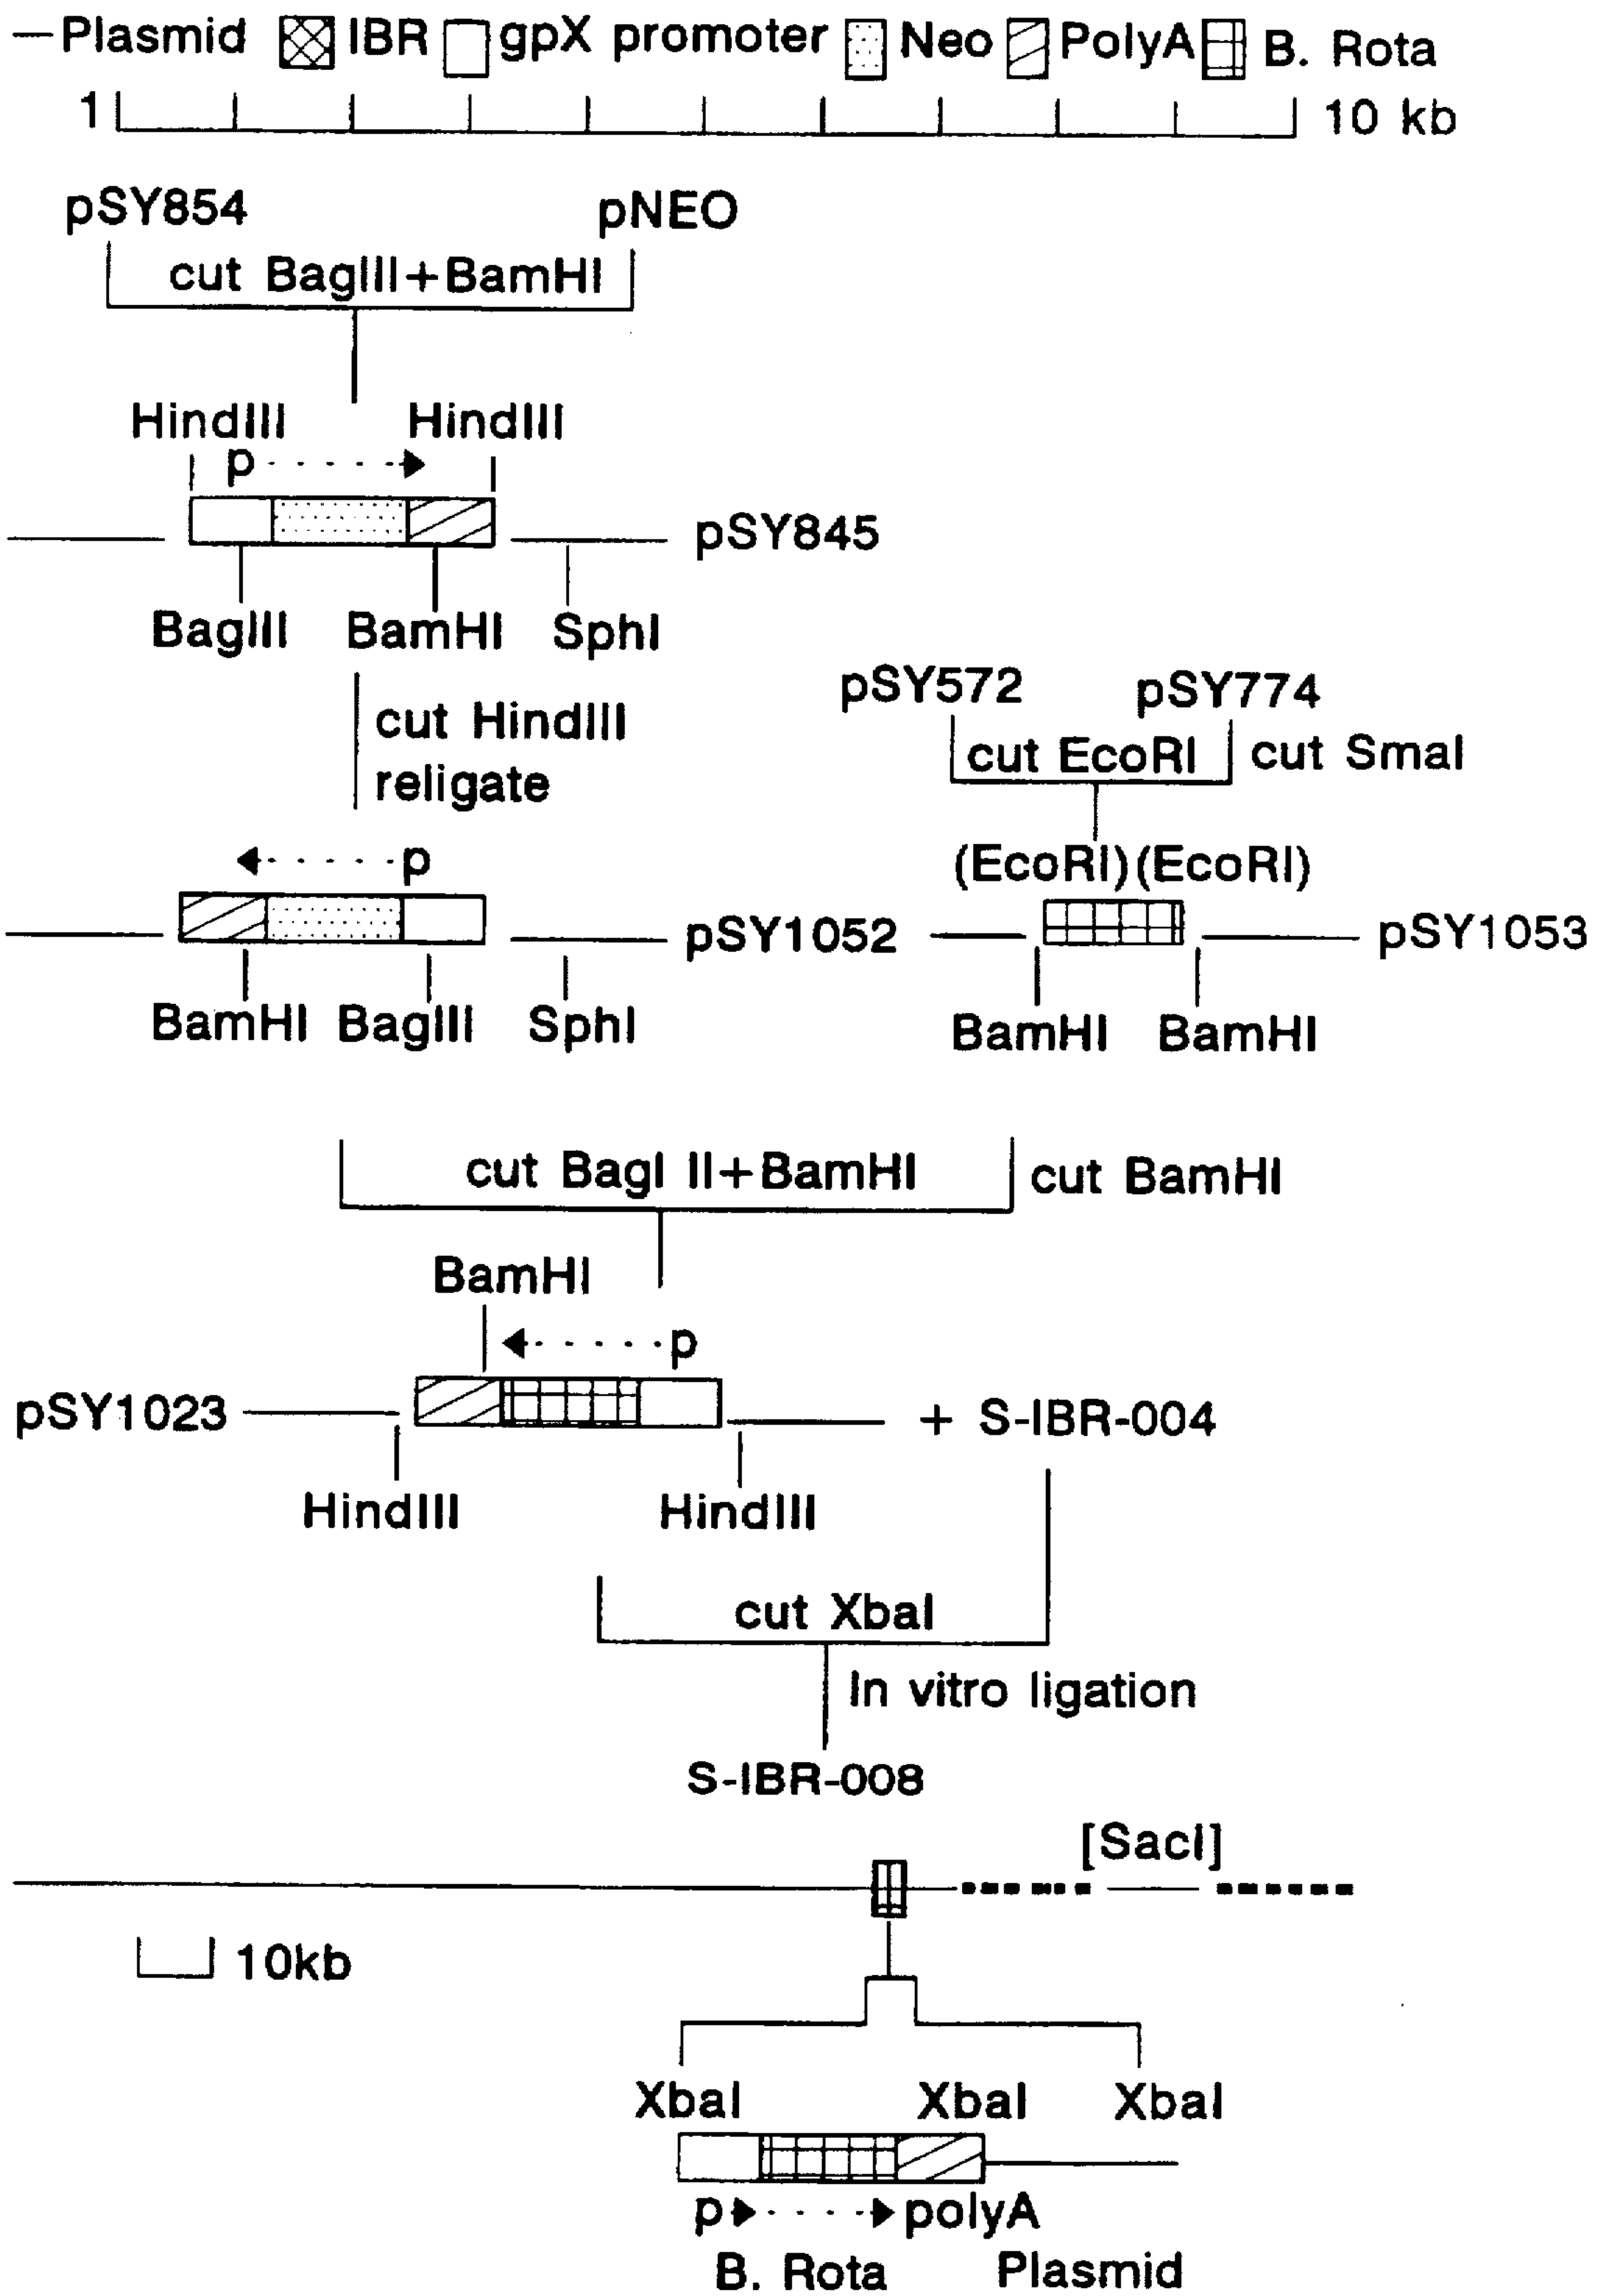 Plasmid IBR gpX promoter Neo PolyA B. Rota
1 10 kb
pSY854 pNEO
cut BagIII+BamHI
HindIII HindIII
p
pSY845
BagIII BamHI SphI
pSY572 pSY774
cut HindIII
religate
cut EcoRI cut SmaI
(EcoRI)(EcoRI)
p
pSY1052 pSY1053
BamHI BagIII SphI
BamHI BamHI
cut BagI II+BamHI cut BamHI
BamHI
p
pSY1023 + S-IBR-004
HindIII HindIII
cut XbaI
In vitro ligation
S-IBR-008
[SacI]
10kb
XbaI XbaI XbaI
p polyA
B. Rota Plasmid